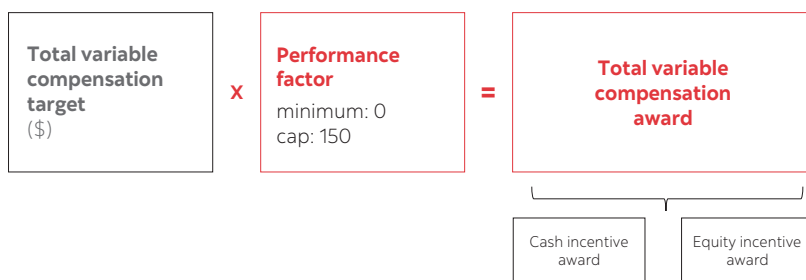 Total variable
compensation
target
($)
x
Performance
factor
minimum: 0
cap: 150
=
Total variable
compensation
award
Cash incentive
award
Equity incentive
award